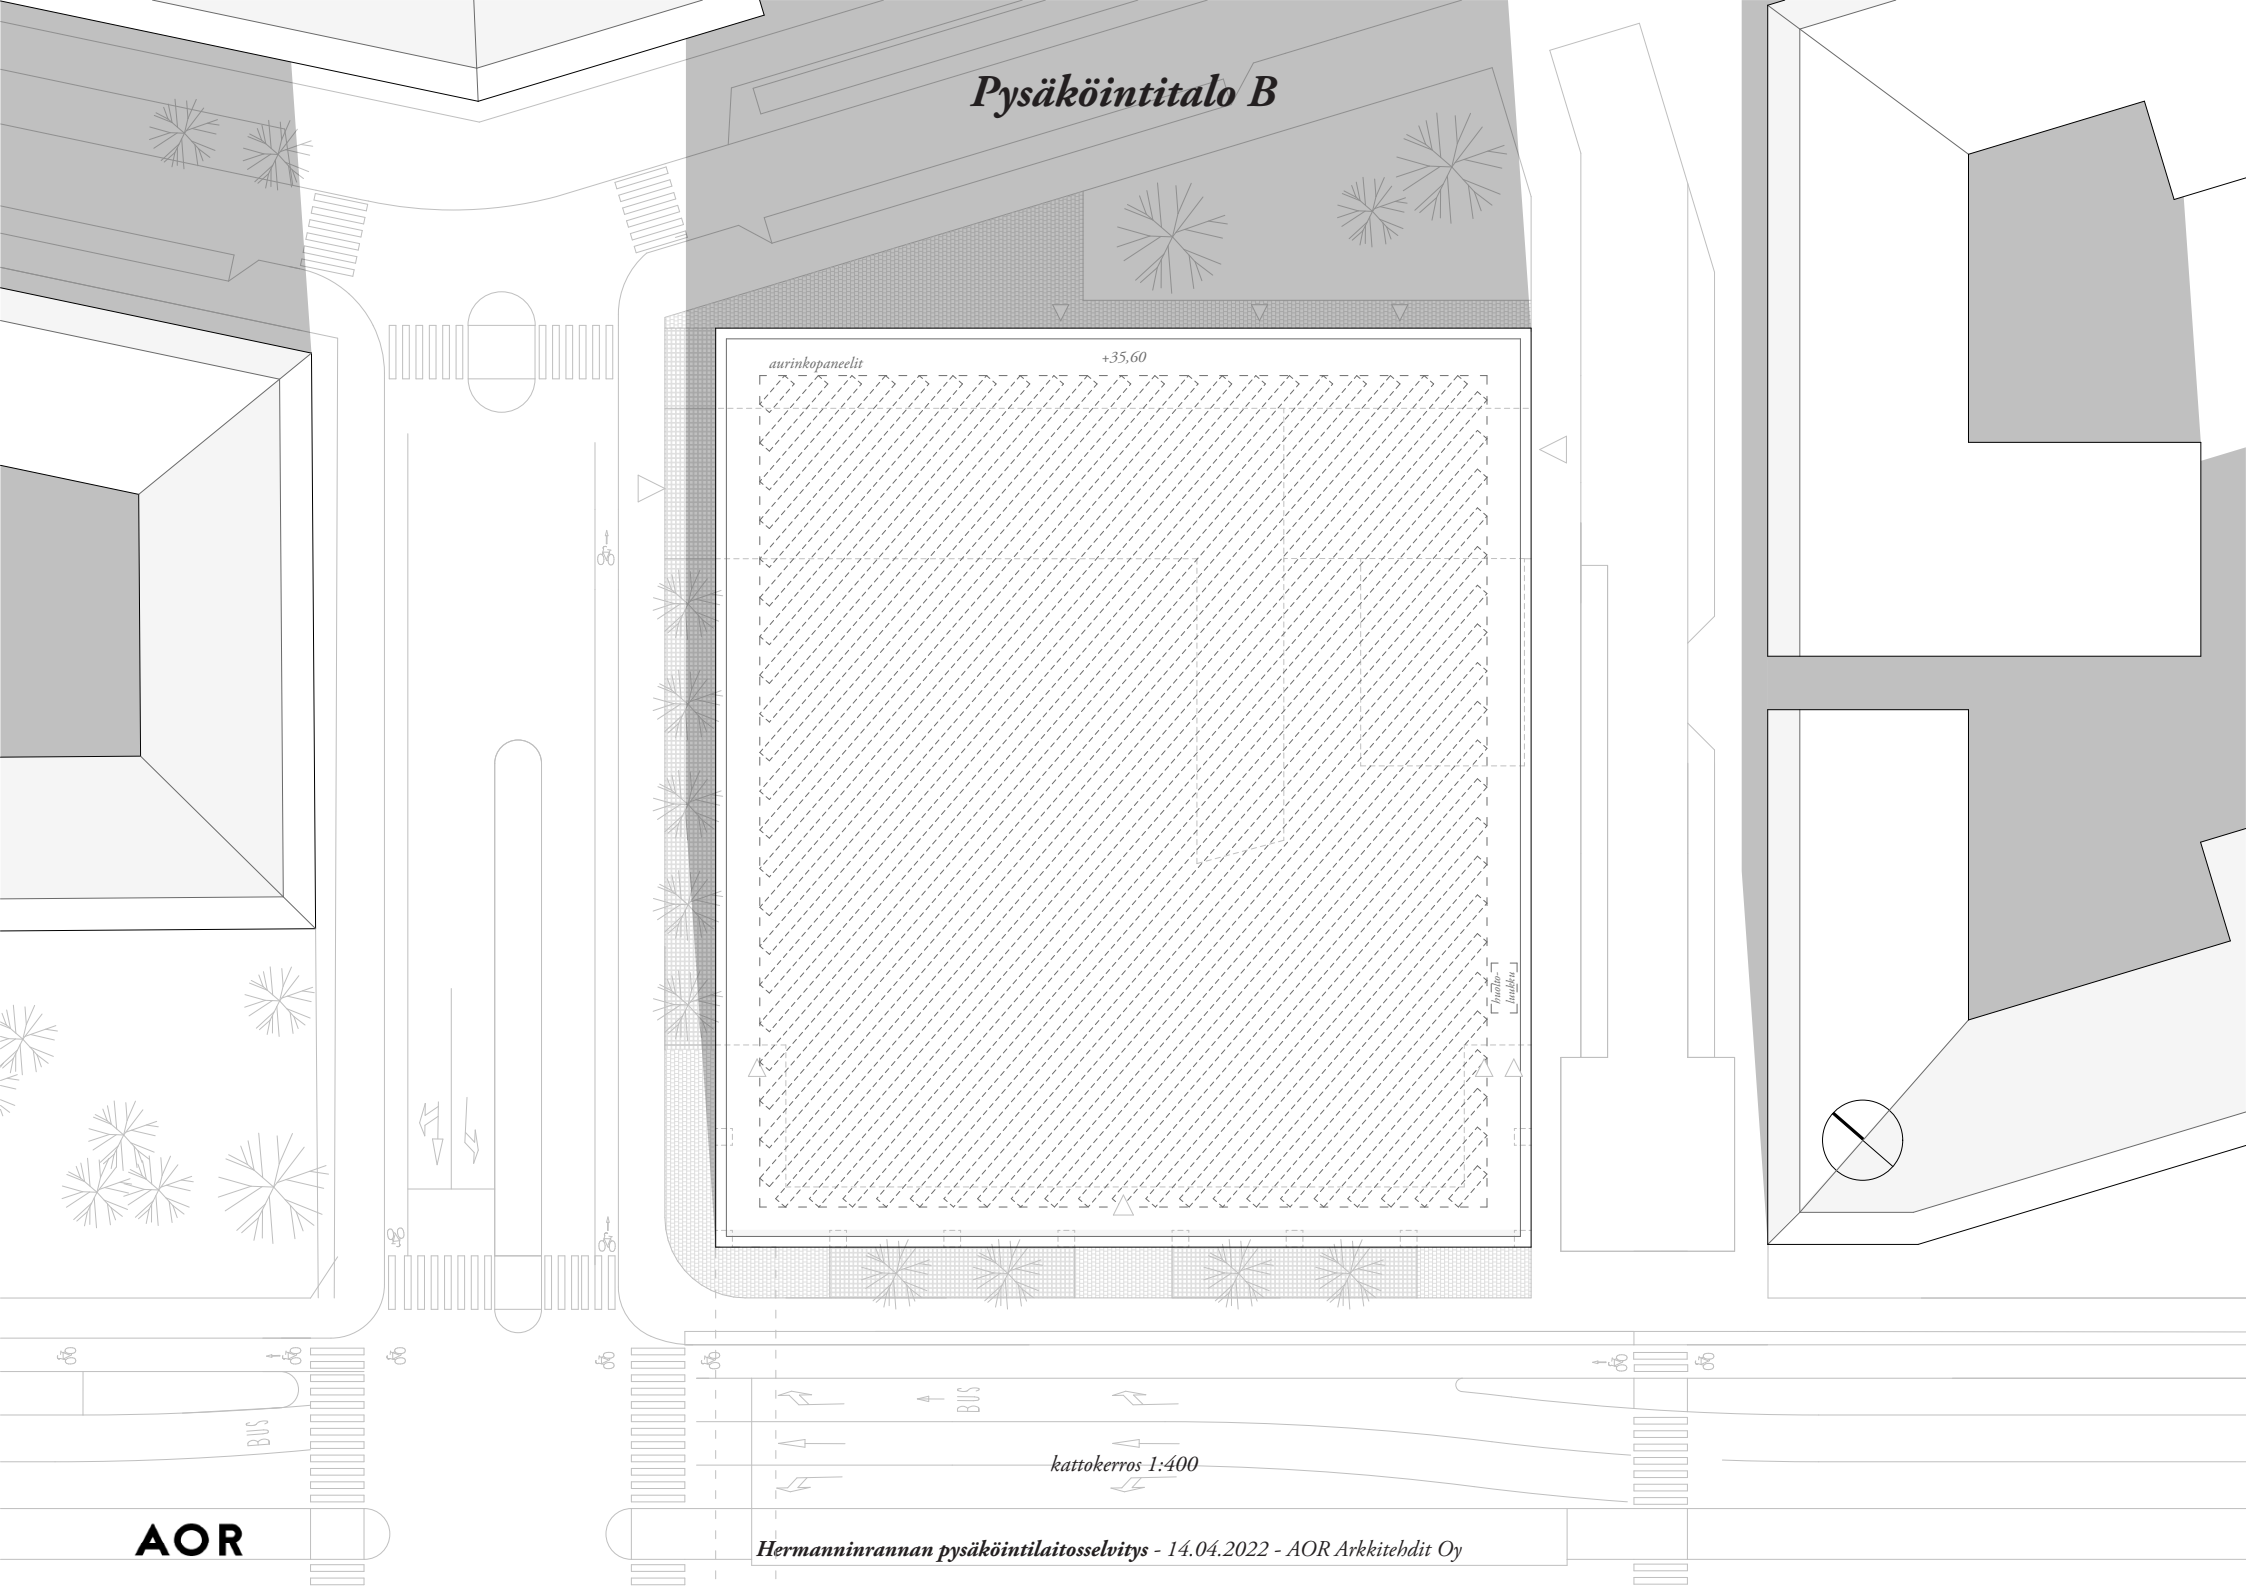 Pysäköintitalo B
aurinkopaneelit
+35,60
huolto-
luukku
BUS
BUS
kattokerros 1:400
AOR
Hermanninrannan pysäköintilaitosselvitys - 14.04.2022 - AOR Arkkitehdit Oy